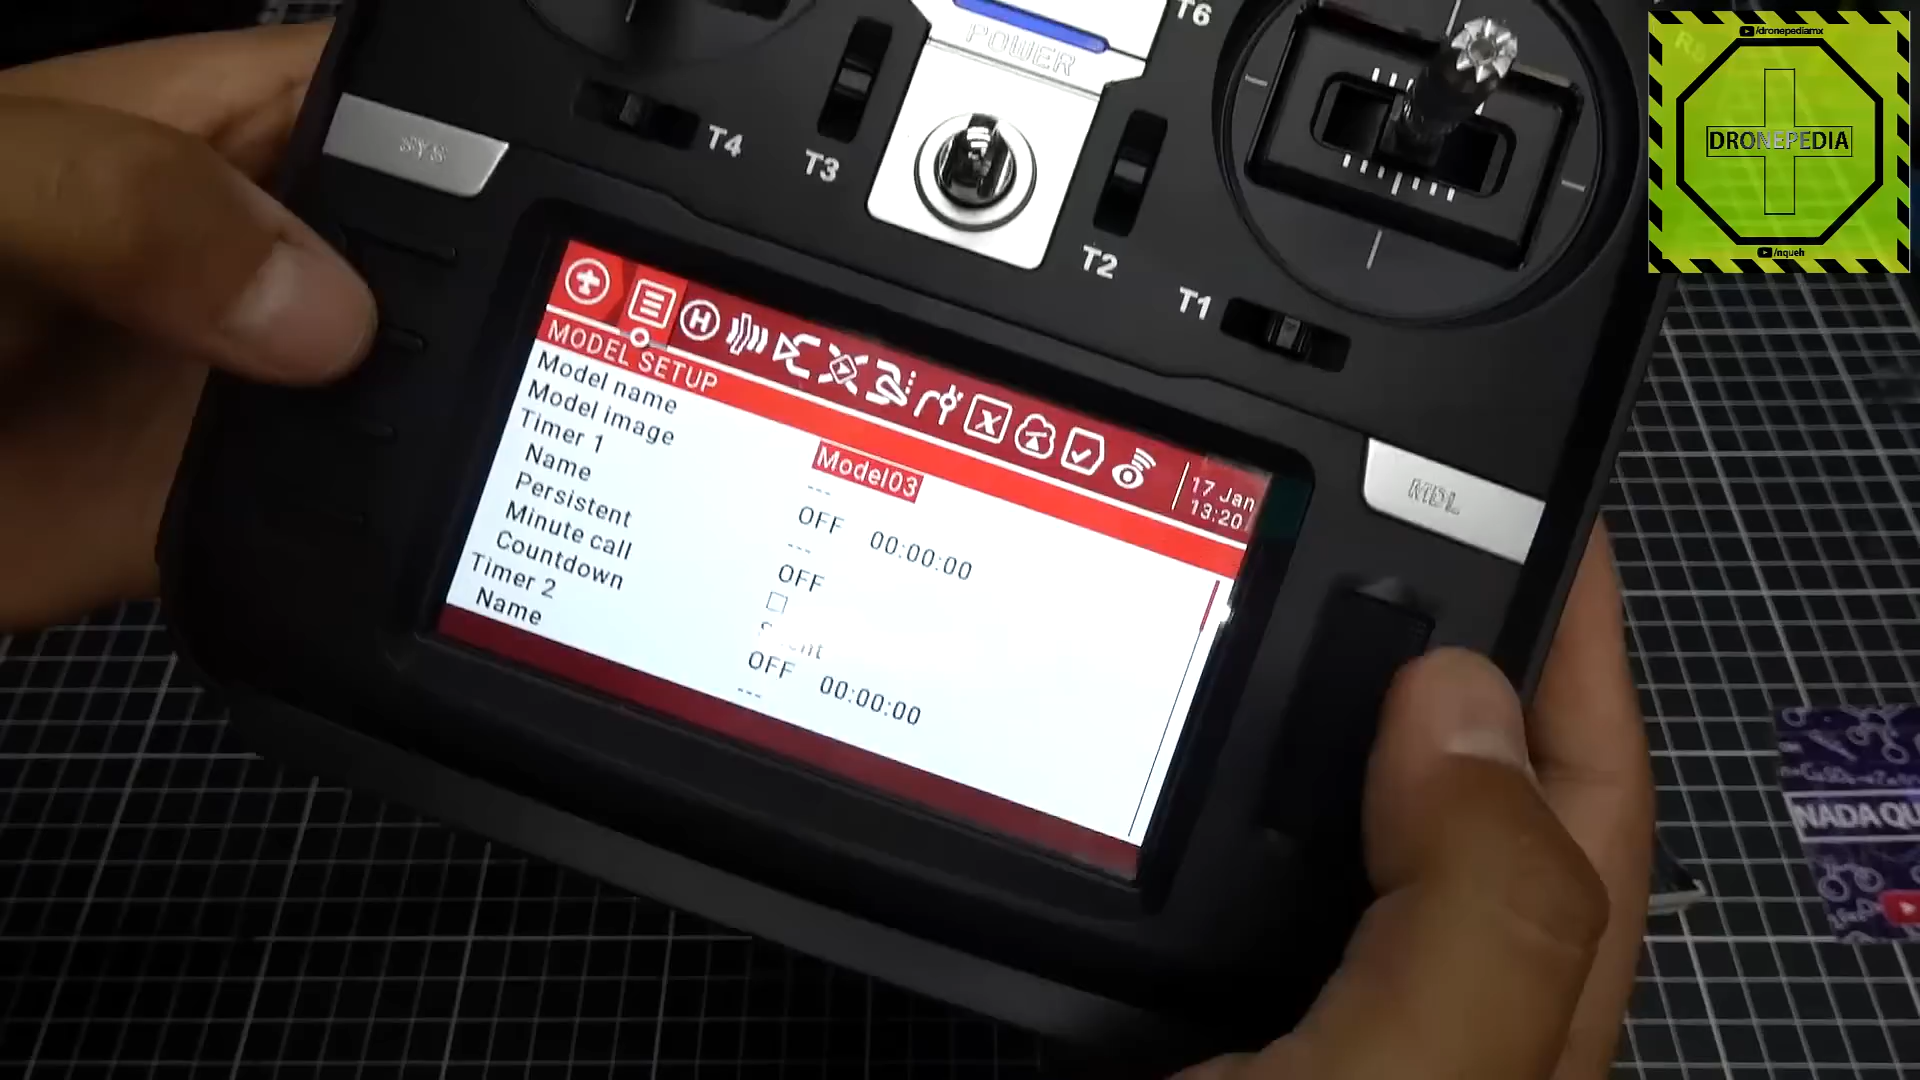 T6
/dronepediamx
DRONEPEDIA
/nqueh
POWER
T4
T3
T2
T1
SYS
MDL
MODEL SETUP
17 Jan
13:20
Model name Model03
Model image ---
Timer 1 OFF 00:00:00
Name ---
Persistent OFF
Minute call
Countdown
Timer 2 OFF 00:00:00
Name ---
NADA QU